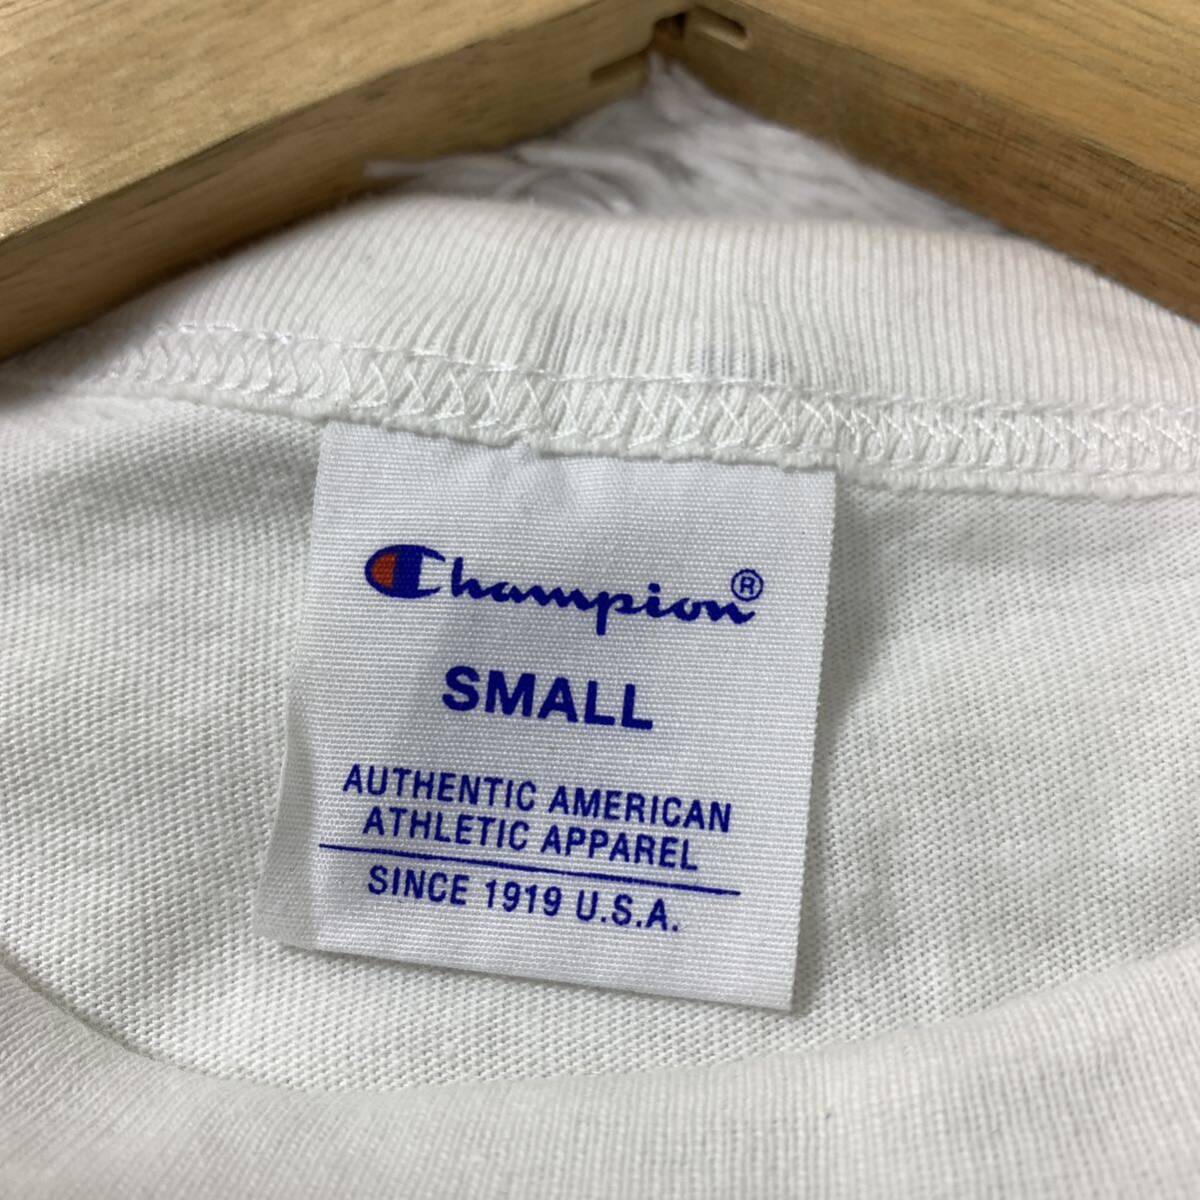 Champion®
SMALL
AUTHENTIC AMERICAN
ATHLETIC APPAREL
SINCE 1919 U.S.A.